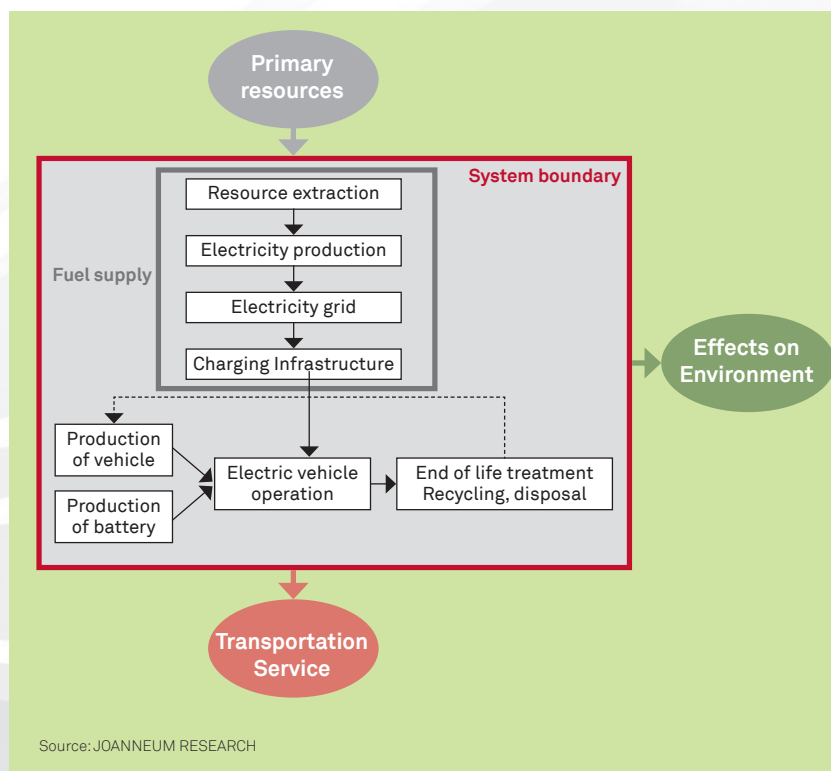 Primary
resources
System boundary
Resource extraction
Electricity production
Fuel supply
Electricity grid
Charging Infrastructure
Effects on
Environment
Production
of vehicle
Electric vehicle
operation
End of life treatment
Recycling, disposal
Production
of battery
Transportation
Service
Source: JOANNEUM RESEARCH